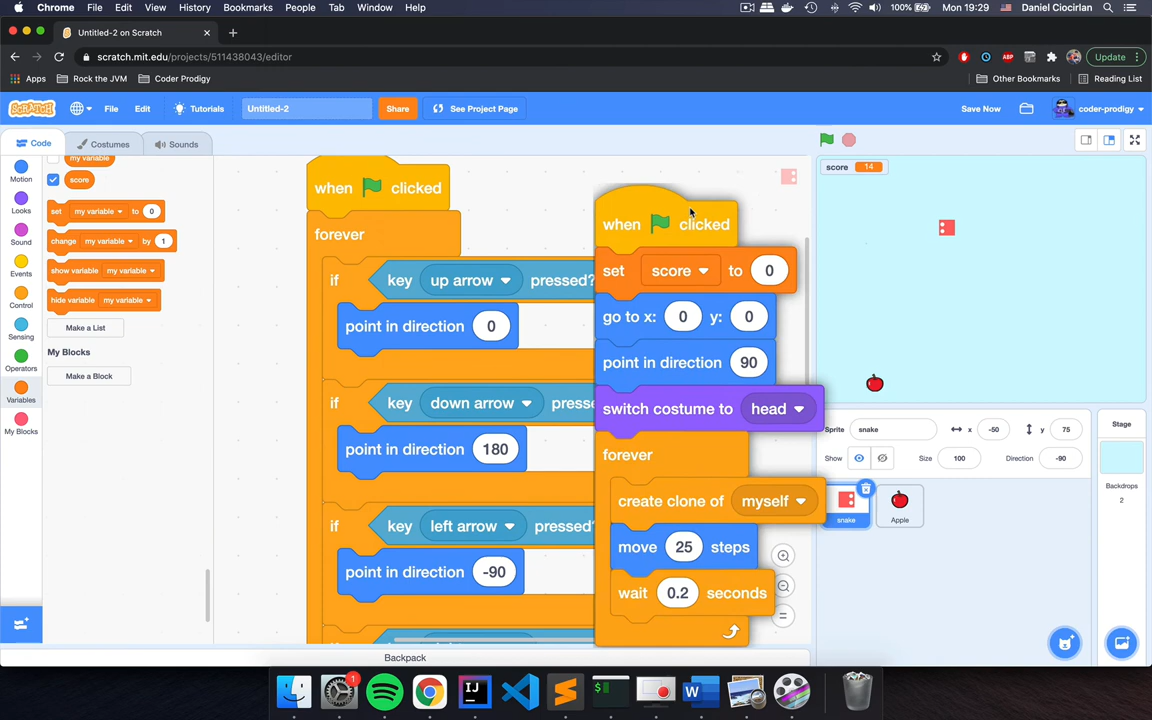 Chrome File Edit View History Bookmarks People Tab Window Help 100% Mon 19:29 Daniel Ciocirlan
Untitled-2 on Scratch
scratch.mit.edu/projects/511438043/editor ABP Update
Apps Rock the JVM Coder Prodigy Other Bookmarks Reading List
SCRATCH File Edit Tutorials Untitled-2 Share See Project Page Save Now coder-prodigy
Code Costumes Sounds
Motion
Looks
Sound
Events
Control
Sensing
Operators
Variables
My Blocks
my variable
score
set my variable to 0
change my variable by 1
show variable my variable
hide variable my variable
Make a List
My Blocks
Make a Block
when clicked
forever
if key up arrow pressed?
point in direction 0
if key down arrow press
point in direction 180
if key left arrow pressed?
point in direction -90
when clicked
set score to 0
go to x: 0 y: 0
point in direction 90
switch costume to head
forever
create clone of myself
move 25 steps
wait 0.2 seconds
Backpack
score 14
Sprite snake x -50 y 75
Show Size 100 Direction -90
snake
Apple
Stage
Backdrops
2
1